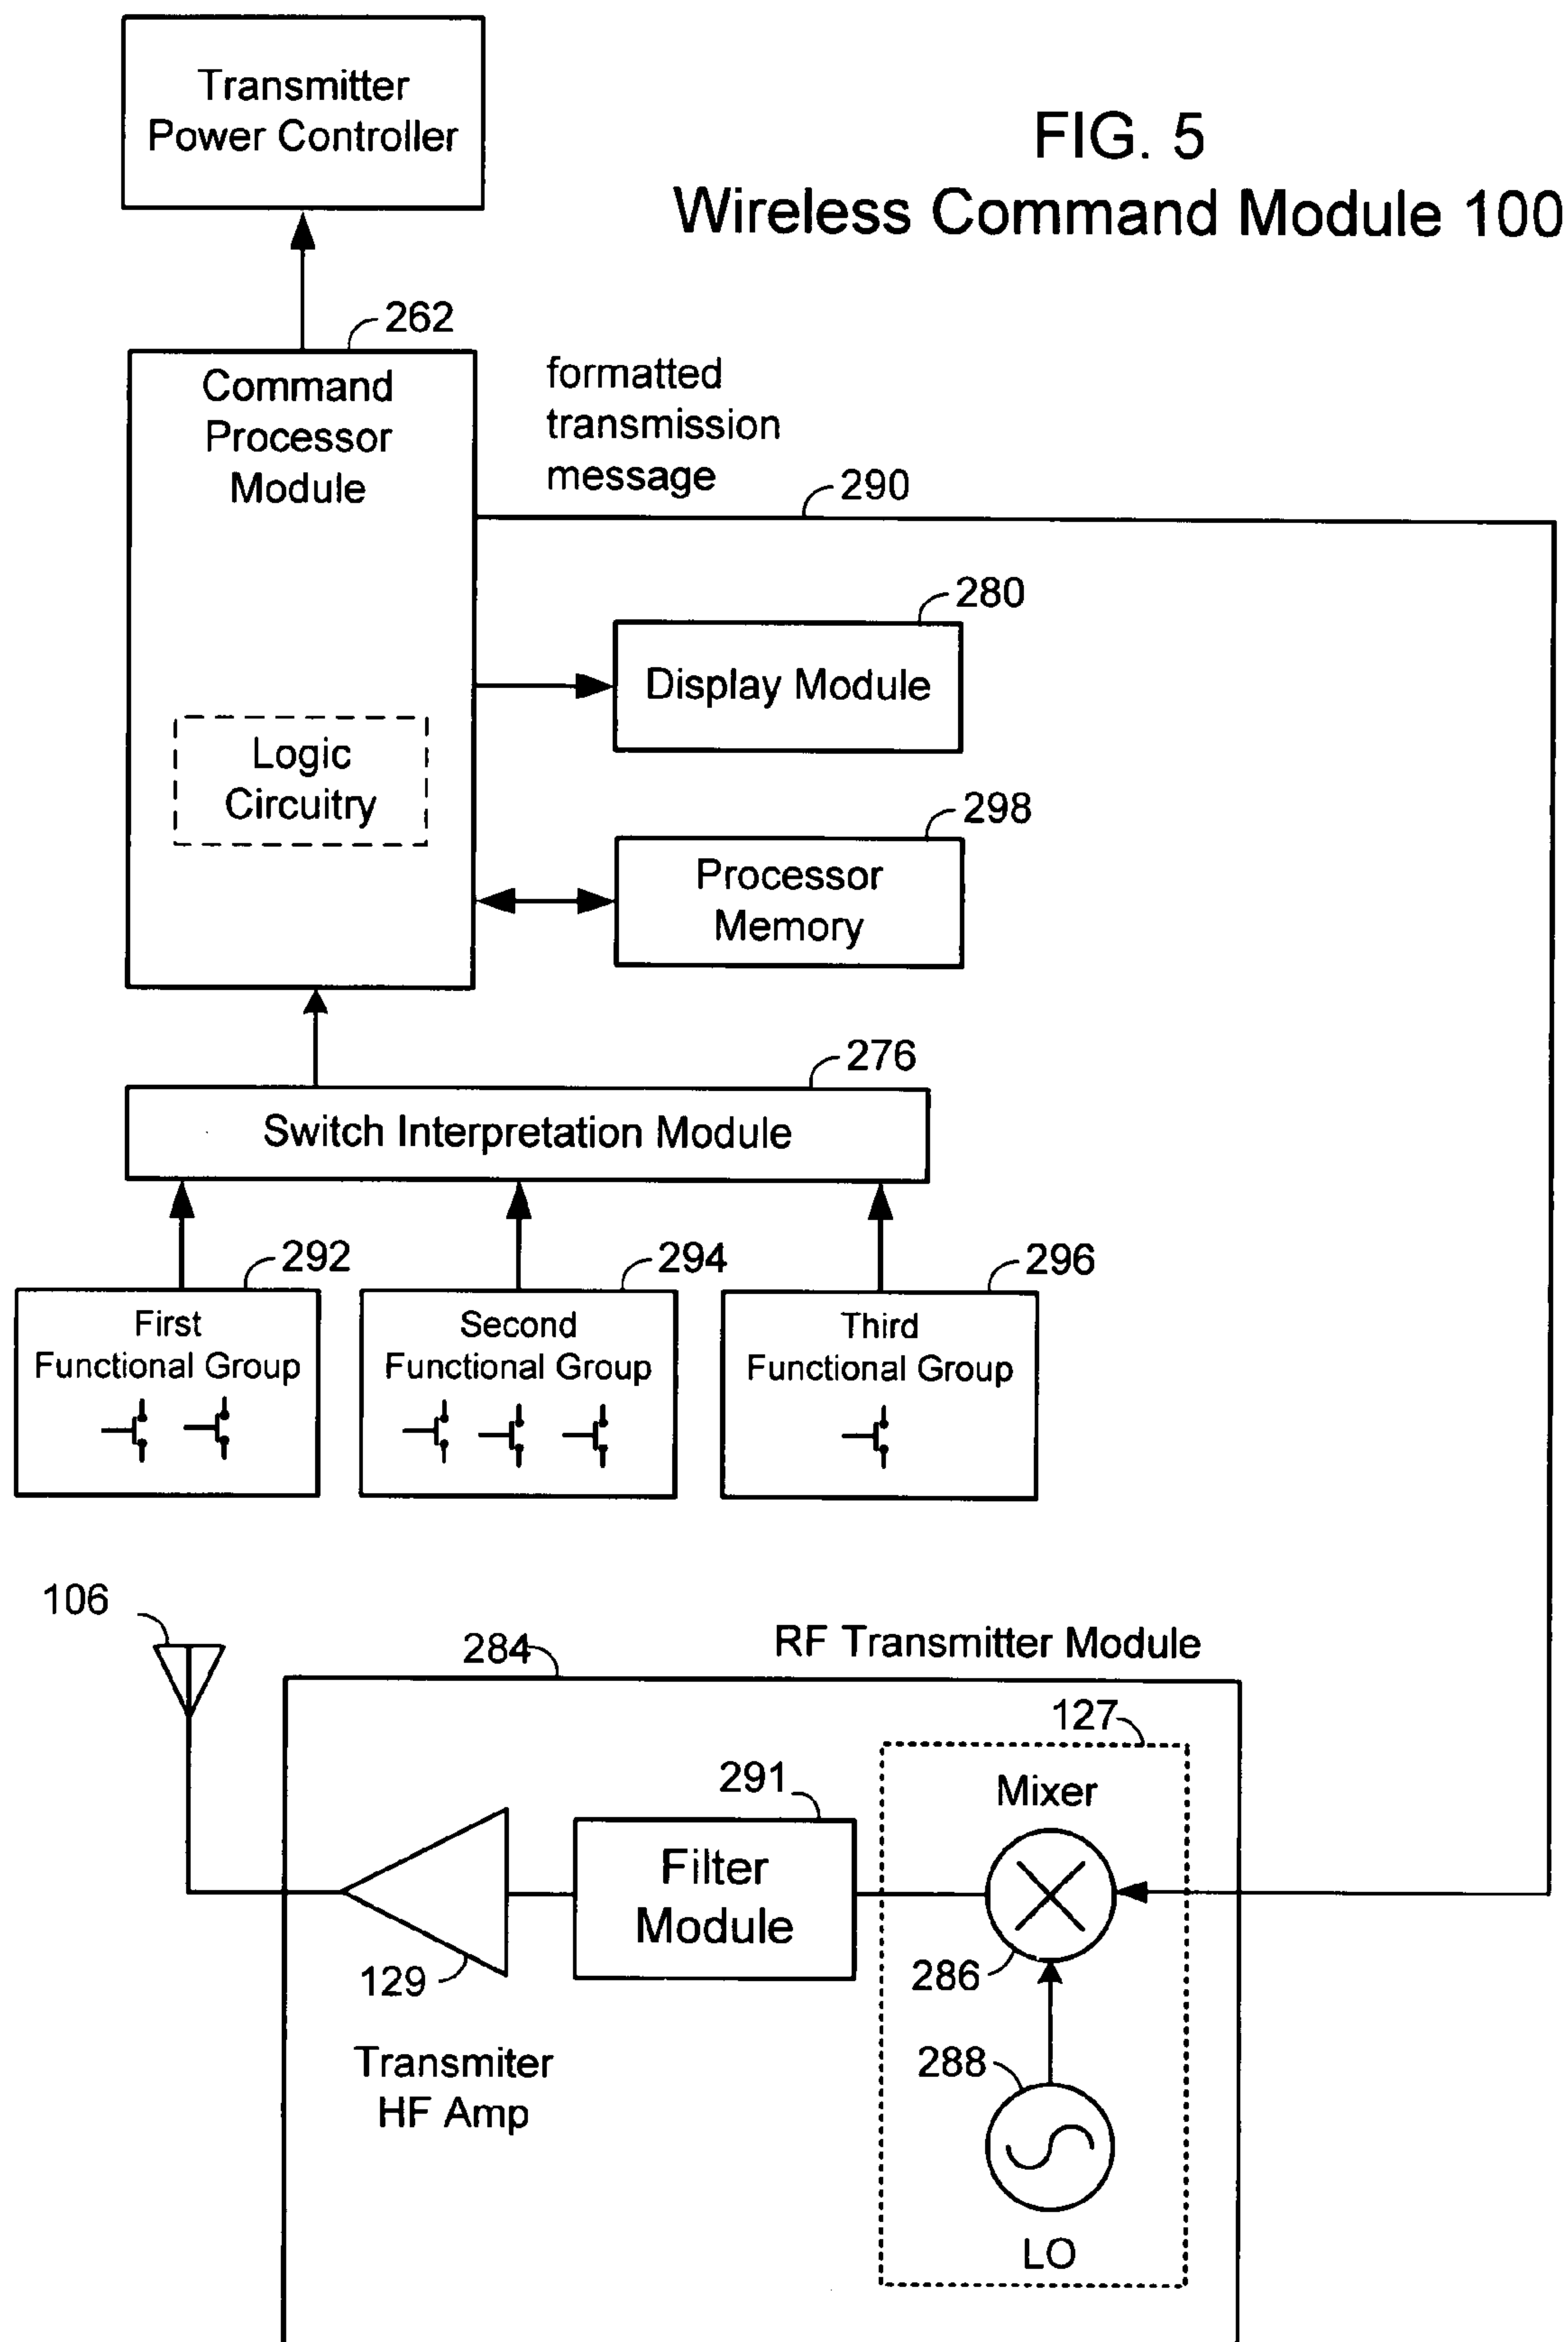 Transmitter
Power Controller
FIG. 5
Wireless Command Module 100
262
Command
Processor
Module
formatted
transmission
message
290
280
Display Module
Logic
Circuitry
298
Processor
Memory
276
Switch Interpretation Module
292
294
296
First
Functional Group
Second
Functional Group
Third
Functional Group
106
284
RF Transmitter Module
127
291
Mixer
Filter
Module
129
286
Transmiter
HF Amp
288
LO